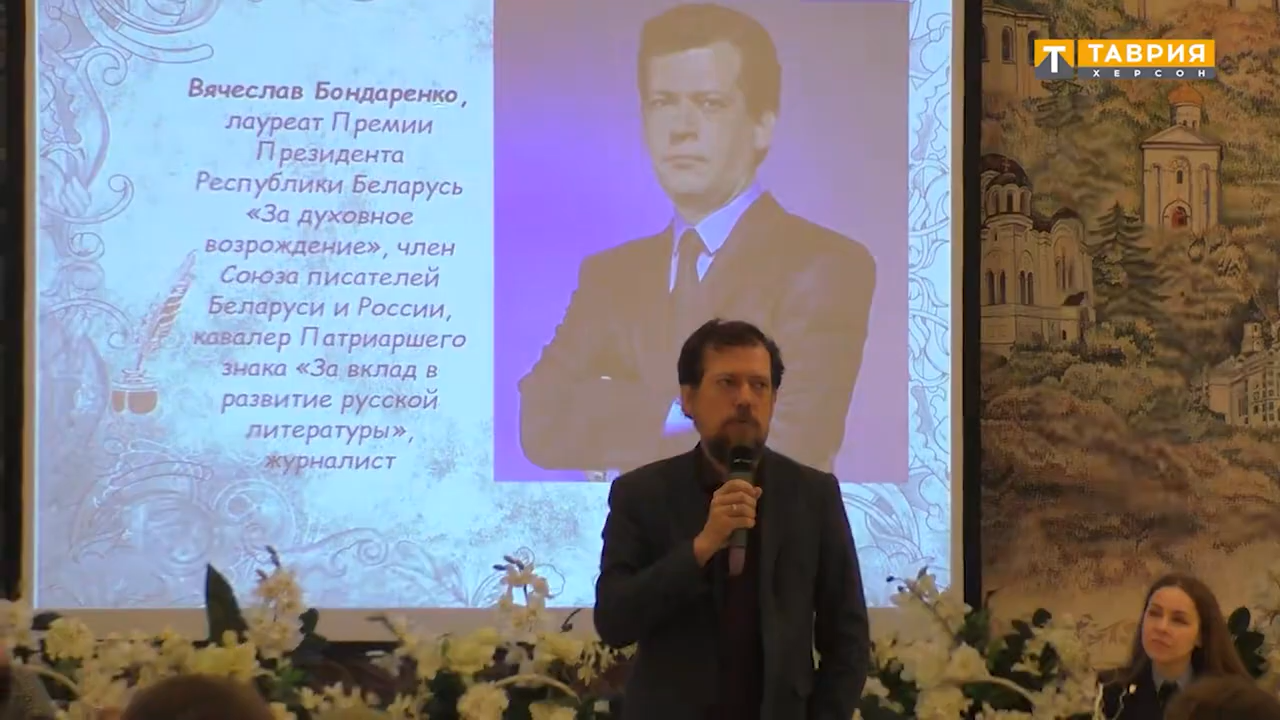 Вячеслав Бондаренко,
лауреат Премии
Президента
Республики Беларусь
«За духовное
возрождение», член
Союза писателей
Беларуси и России,
кавалер Патриаршего
знака «За вклад в
развитие русской
литературы»,
журналист
Т ТАВРИЯ
ХЕРСОН